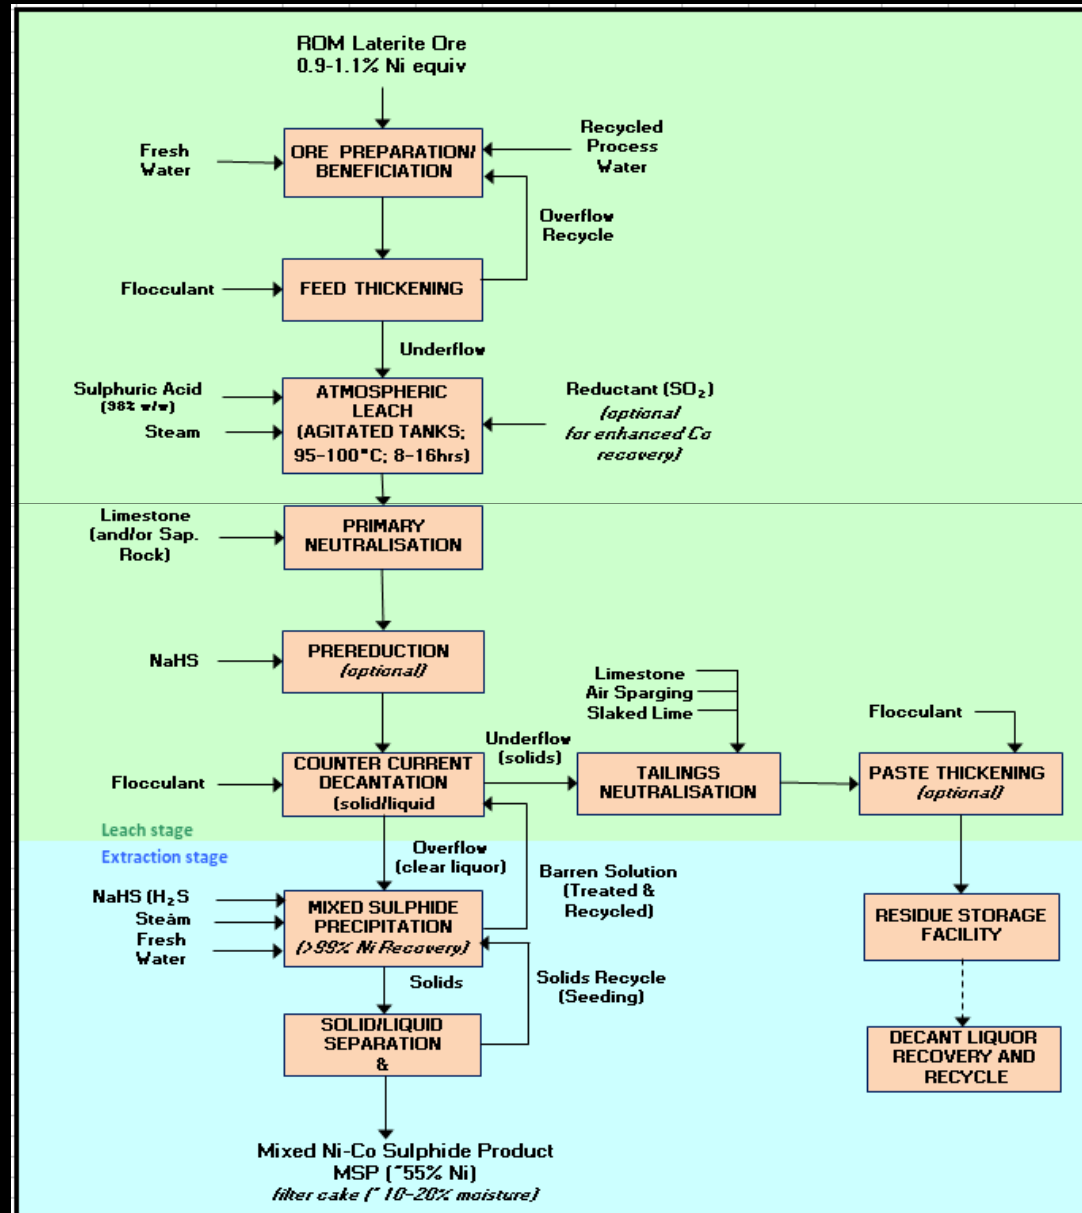 ROM Laterite Ore
0.9-1.1% Ni equiv
Fresh
Water
ORE PREPARATION/
BENEFICIATION
Recycled
Process
Water
Overflow
Recycle
Flocculant
FEED THICKENING
Underflow
Sulphuric Acid
(98% w/w)
Steam
ATMOSPHERIC
LEACH
(AGITATED TANKS;
95-100°C; 8-16hrs)
Reductant (SO₂)
(optional
for enhanced Co
recovery)
Limestone
(and/or Sap.
Rock)
PRIMARY
NEUTRALISATION
NaHS
PREREDUCTION
(optional)
Limestone
Air Sparging
Slaked Lime
Flocculant
Flocculant
COUNTER CURRENT
DECANTATION
(solid/liquid
Underflow
(solids)
TAILINGS
NEUTRALISATION
PASTE THICKENING
(optional)
Leach stage
Extraction stage
Overflow
(clear liquor)
Barren Solution
(Treated &
Recycled)
NaHS (H₂S
Steam
Fresh
Water
MIXED SULPHIDE
PRECIPITATION
(>99% Ni Recovery)
RESIDUE STORAGE
FACILITY
Solids
Solids Recycle
(Seeding)
SOLID/LIQUID
SEPARATION
&
DECANT LIQUOR
RECOVERY AND
RECYCLE
Mixed Ni-Co Sulphide Product
MSP (~55% Ni)
filter cake (~10-20% moisture)